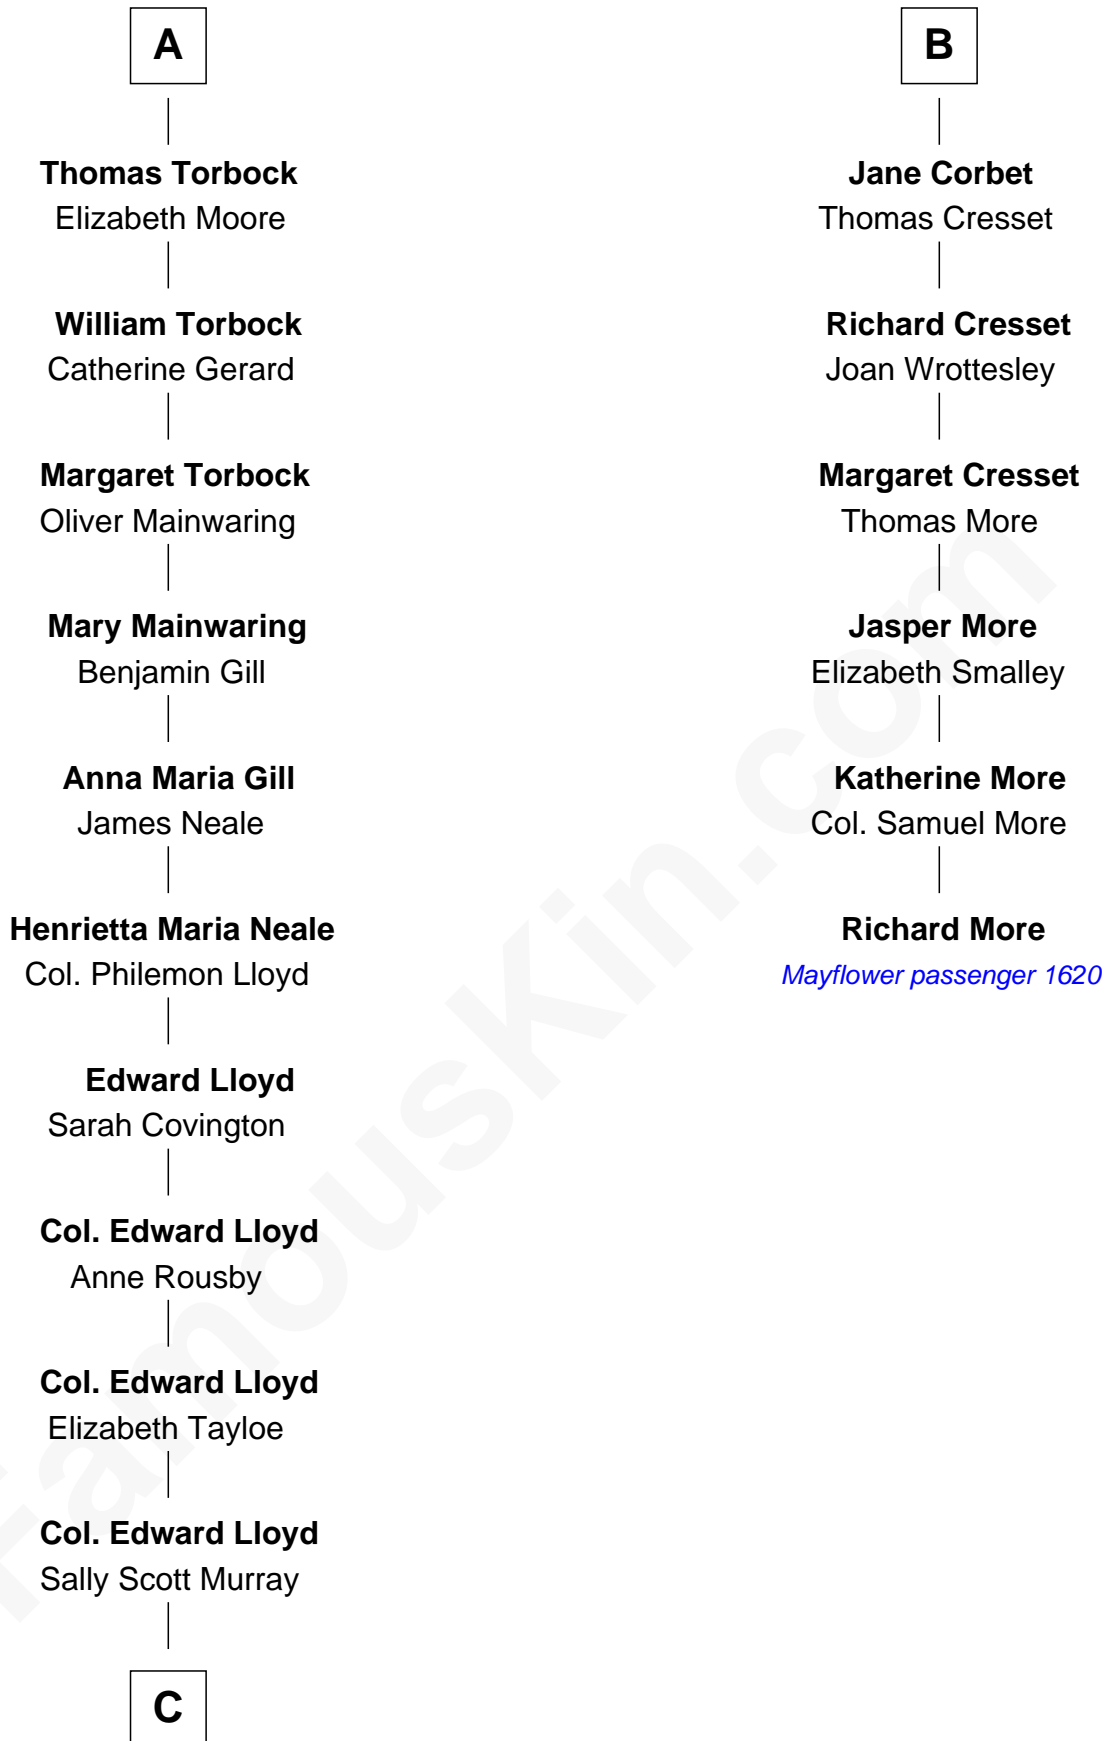 A
Thomas Torbock
Elizabeth Moore
William Torbock
Catherine Gerard
Margaret Torbock
Oliver Mainwaring
Mary Mainwaring
Benjamin Gill
Anna Maria Gill
James Neale
Henrietta Maria Neale
Col. Philemon Lloyd
Edward Lloyd
Sarah Covington
Col. Edward Lloyd
Anne Rousby
Col. Edward Lloyd
Elizabeth Tayloe
Col. Edward Lloyd
Sally Scott Murray
C
B
Jane Corbet
Thomas Cresset
Richard Cresset
Joan Wrottesley
Margaret Cresset
Thomas More
Jasper More
Elizabeth Smalley
Katherine More
Col. Samuel More
Richard More
Mayflower passenger 1620
FamousKin.com